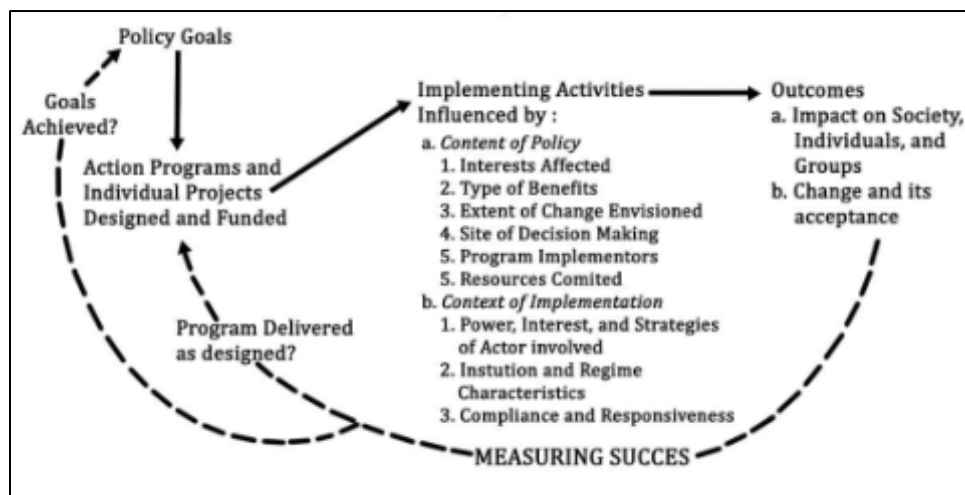 Policy Goals
Goals
Achieved?
Action Programs and
Individual Projects
Designed and Funded
Program Delivered
as designed?
Implementing Activities
Influenced by :
a. Content of Policy
1. Interests Affected
2. Type of Benefits
3. Extent of Change Envisioned
4. Site of Decision Making
5. Program Implementors
5. Resources Comited
b. Context of Implementation
1. Power, Interest, and Strategies
of Actor involved
2. Instution and Regime
Characteristics
3. Compliance and Responsiveness
Outcomes
a. Impact on Society,
Individuals, and
Groups
b. Change and its
acceptance
MEASURING SUCCES